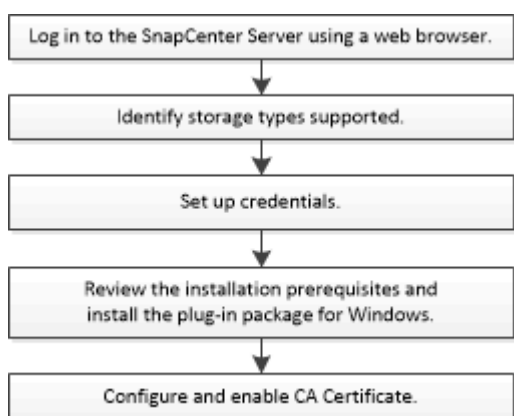 Log in to the SnapCenter Server using a web browser.
Identify storage types supported.
Set up credentials.
Review the installation prerequisites and
install the plug-in package for Windows.
Configure and enable CA Certificate.